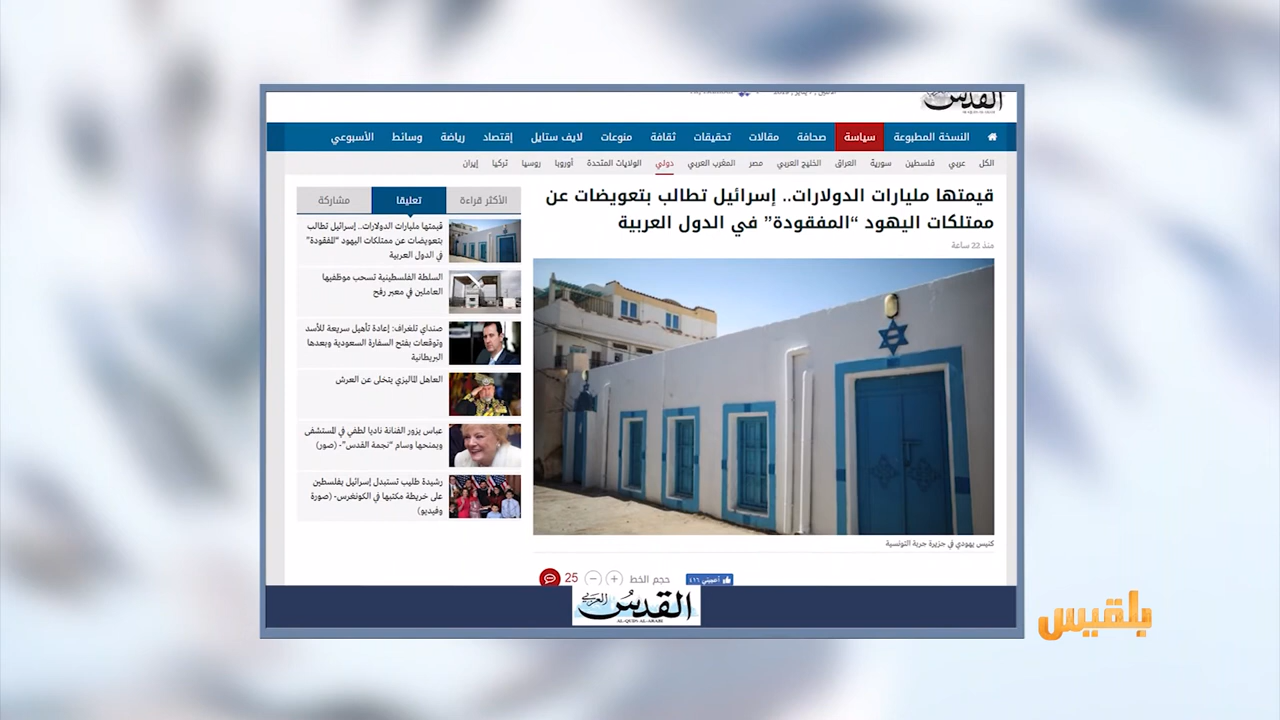 القدس
النسخة المطبوعة سياسة صحافة مقالات تحقيقات ثقافة منوعات لايف ستايل إقتصاد رياضة وسائط الأسبوعي
الكل عربي فلسطين سورية العراق الخليج العربي مصر المغرب العربي دولي الولايات المتحدة أوروبا روسيا تركيا إيران
قيمتها مليارات الدولارات.. إسرائيل تطالب بتعويضات عن
ممتلكات اليهود “المفقودة” في الدول العربية
منذ 22 ساعة
كنيس يهودي في جزيرة جربة التونسية
حجم الخط + − 25
أعجبني ٤١٦
الأكثر قراءة تعليقا مشاركة
قيمتها مليارات الدولارات.. إسرائيل تطالب
بتعويضات عن ممتلكات اليهود “المفقودة”
في الدول العربية
السلطة الفلسطينية تسحب موظفيها
العاملين في معبر رفح
صنداي تلغراف: إعادة تأهيل سريعة للأسد
وتوقعات بفتح السفارة السعودية وبعدها
البريطانية
العاهل الماليزي يتخلى عن العرش
عباس يزور الفنانة ناديا لطفي في المستشفى
ويمنحها وسام “نجمة القدس”- (صور)
رشيدة طليب تستبدل إسرائيل بفلسطين
على خريطة مكتبها في الكونغرس- (صورة
وفيديو)
القدس العربي
AL-QUDS AL-ARABI
بلقيس